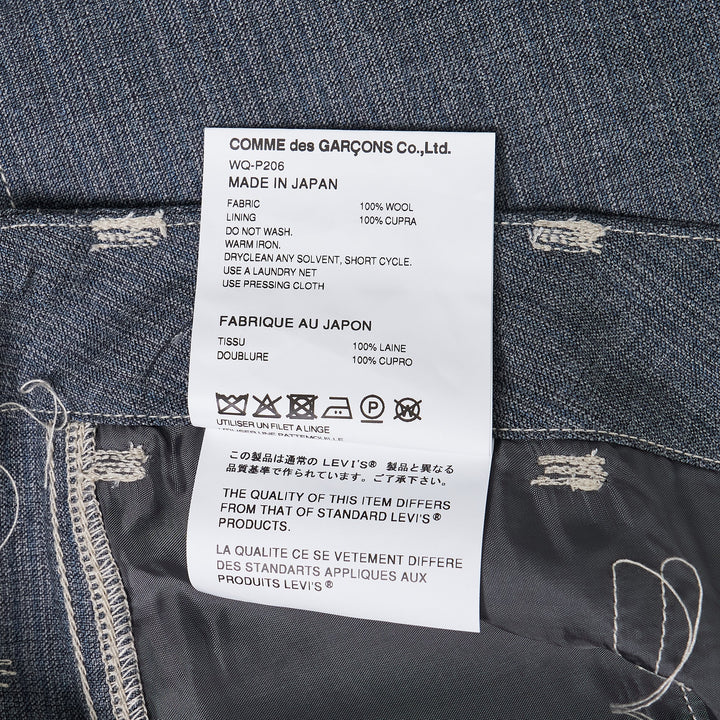 COMME des GARÇONS Co.,Ltd.
WQ-P206
MADE IN JAPAN
FABRIC 100% WOOL
LINING 100% CUPRA
DO NOT WASH.
WARM IRON.
DRYCLEAN ANY SOLVENT, SHORT CYCLE.
USE A LAUNDRY NET
USE PRESSING CLOTH
FABRIQUE AU JAPON
TISSU 100% LAINE
DOUBLURE 100% CUPRO
UTILISER UN FILET A LINGE
この製品は通常の LEVI'S® 製品と異なる
品質基準で作られています。ご了承下さい。
THE QUALITY OF THIS ITEM DIFFERS
FROM THAT OF STANDARD LEVI'S®
PRODUCTS.
LA QUALITE CE SE VETEMENT DIFFERE
DES STANDARTS APPLIQUES AUX
PRODUITS LEVI'S®